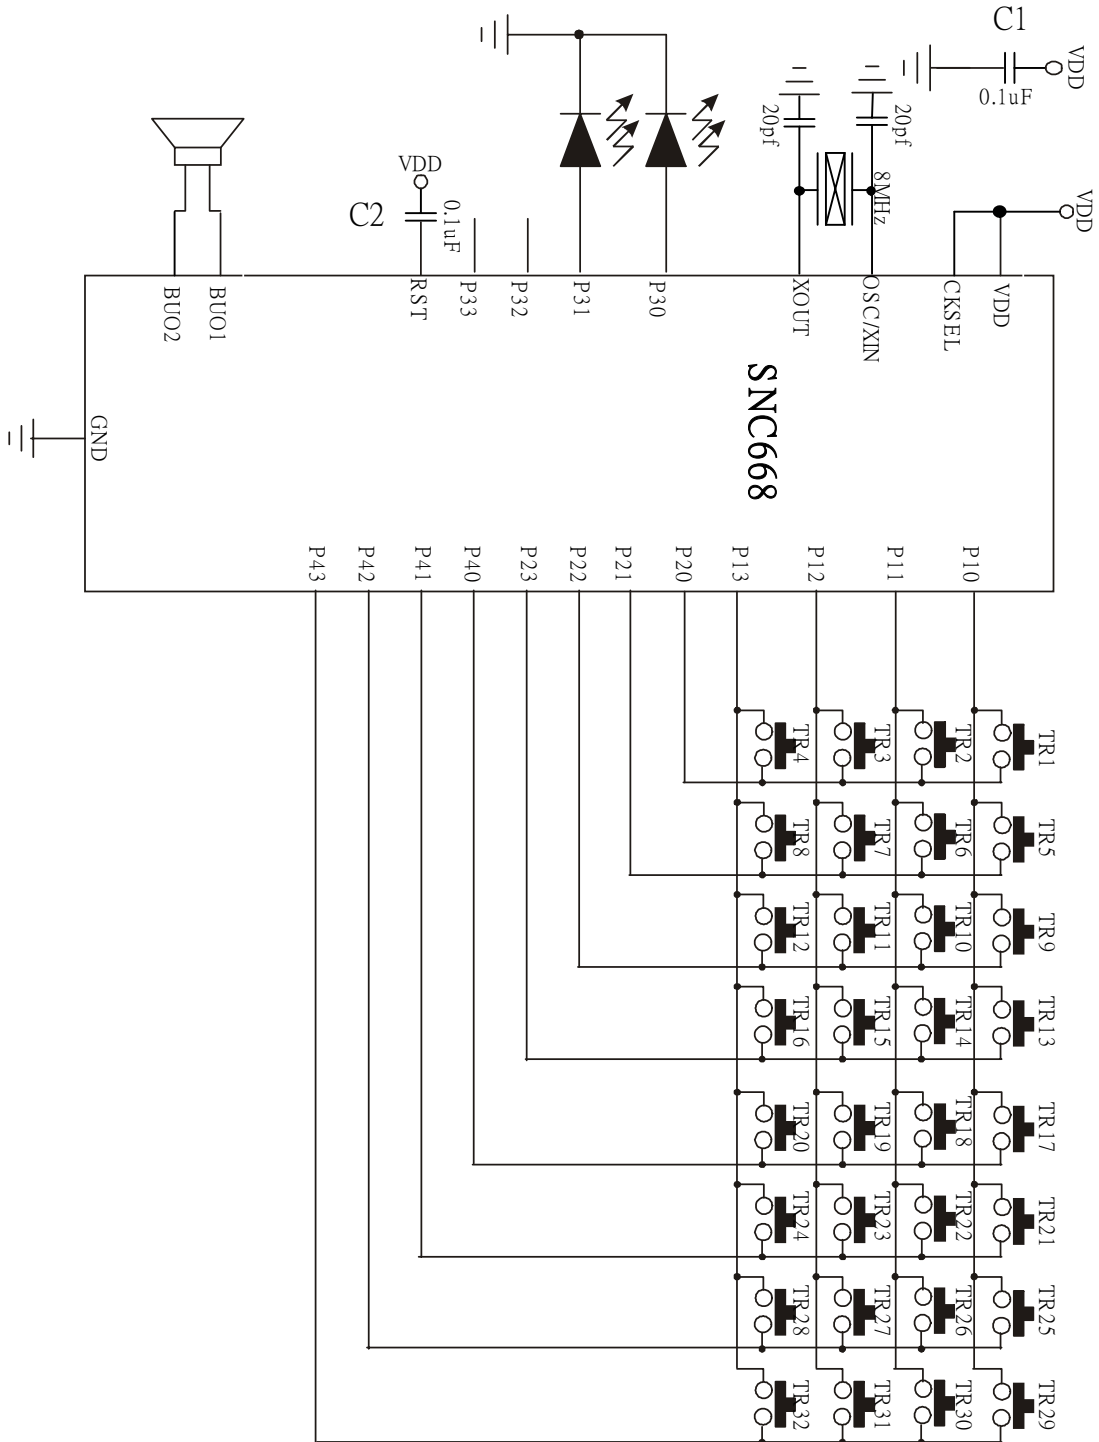 C1
VDD
0.1uF
20pf
20pf
8MHz
VDD
VDD
C2
0.1uF
BUO2
BUO1
RST
P33
P32
P31
P30
XOUT
OSC/XIN
CKSEL
VDD
SNC668
GND
P43
P42
P41
P40
P23
P22
P21
P20
P13
P12
P11
P10
TR4
TR3
TR2
TR1
TR8
TR7
TR6
TR5
TR12
TR11
TR10
TR9
TR16
TR15
TR14
TR13
TR20
TR19
TR18
TR17
TR24
TR23
TR22
TR21
TR28
TR27
TR26
TR25
TR32
TR31
TR30
TR29